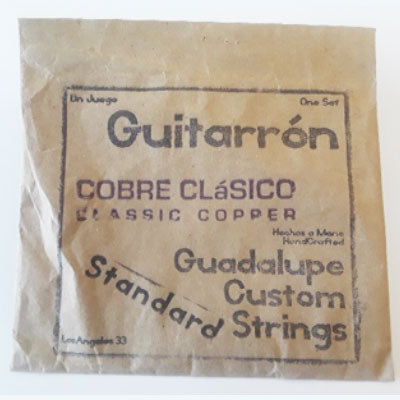 Un Juego One Set
Guitarrón
COBRE CLáSICO
CLASSIC COPPER
Hechos a Mano
HandCrafted
Guadalupe
Custom
Strings
Standard
Los Angeles 33